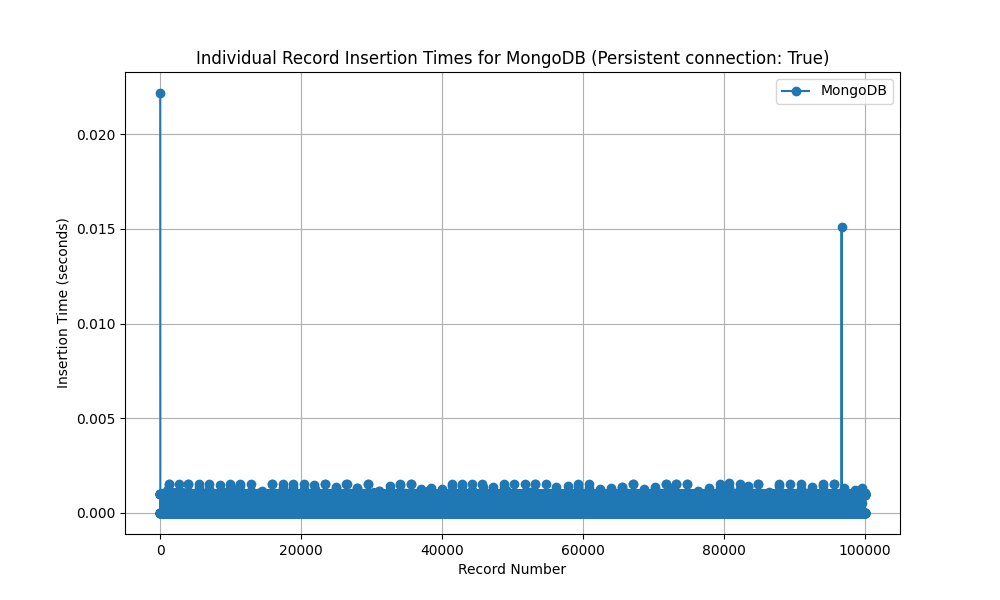 Individual Record Insertion Times for MongoDB (Persistent connection: True)
MongoDB
Insertion Time (seconds)
0.020
0.015
0.010
0.005
0.000
0 20000 40000 60000 80000 100000
Record Number